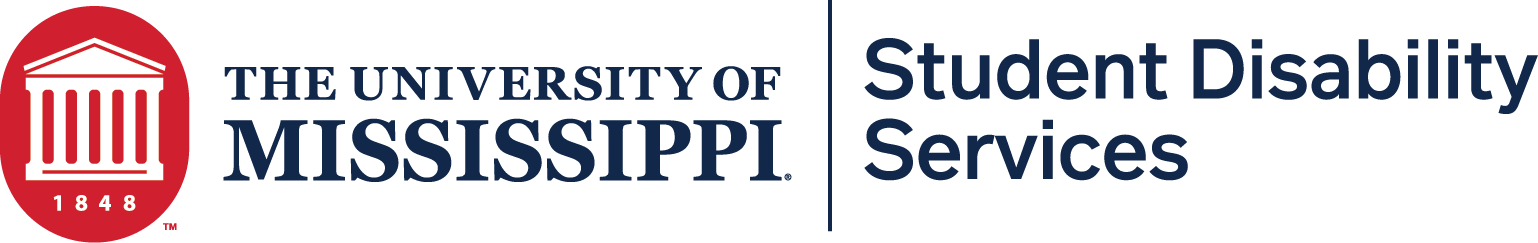 1848
™
THE UNIVERSITY OF
MISSISSIPPI®
Student Disability
Services